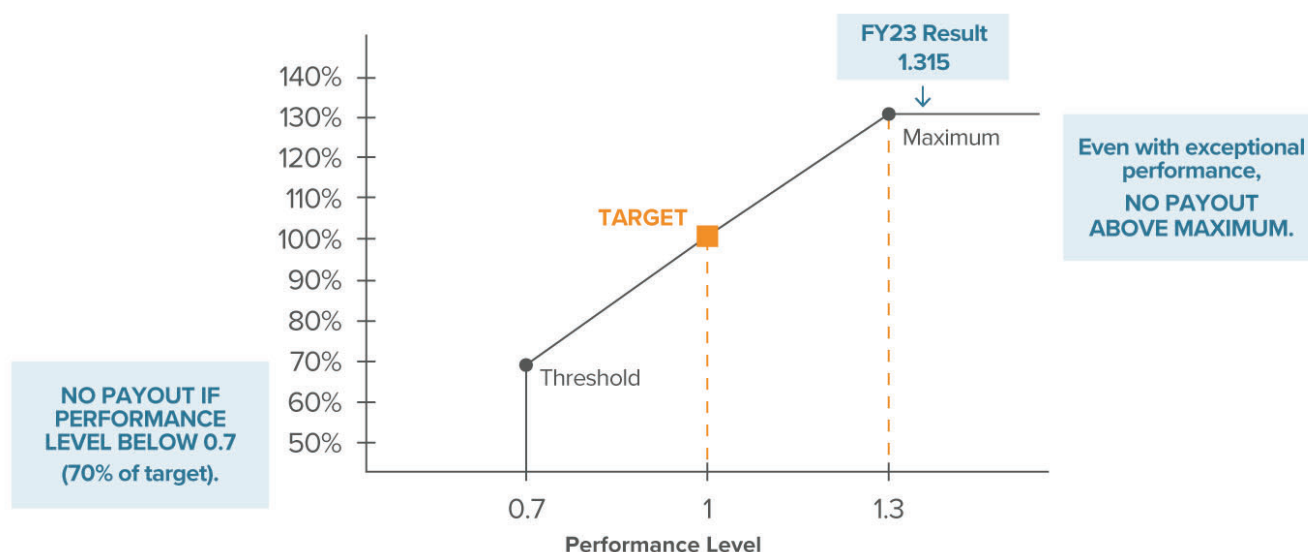 FY23 Result
1.315
140%
130%
120%
110%
100%
90%
80%
70%
60%
50%
Maximum
TARGET
Threshold
Even with exceptional
performance,
NO PAYOUT
ABOVE MAXIMUM.
NO PAYOUT IF
PERFORMANCE
LEVEL BELOW 0.7
(70% of target).
0.7
1
1.3
Performance Level